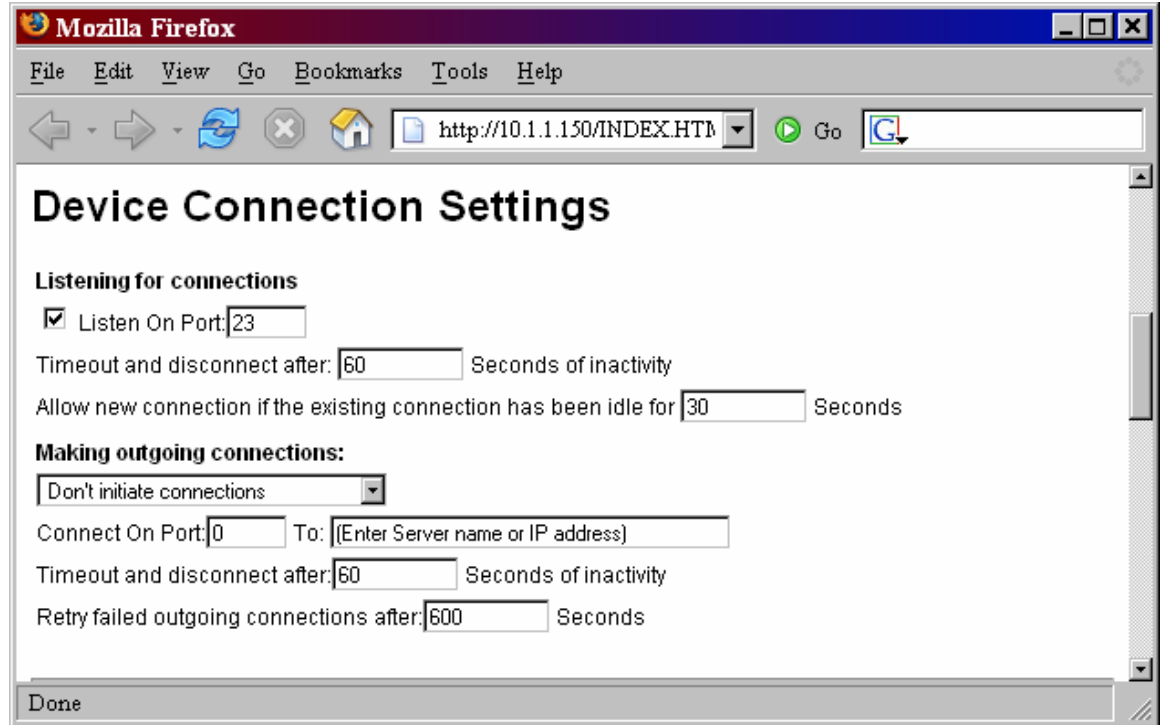 Mozilla Firefox
File Edit View Go Bookmarks Tools Help
http://10.1.1.150/INDEX.HTM Go G
Device Connection Settings
Listening for connections
Listen On Port: 23
Timeout and disconnect after: 60 Seconds of inactivity
Allow new connection if the existing connection has been idle for 30 Seconds
Making outgoing connections:
Don't initiate connections
Connect On Port: 0 To: (Enter Server name or IP address)
Timeout and disconnect after: 60 Seconds of inactivity
Retry failed outgoing connections after: 600 Seconds
Done